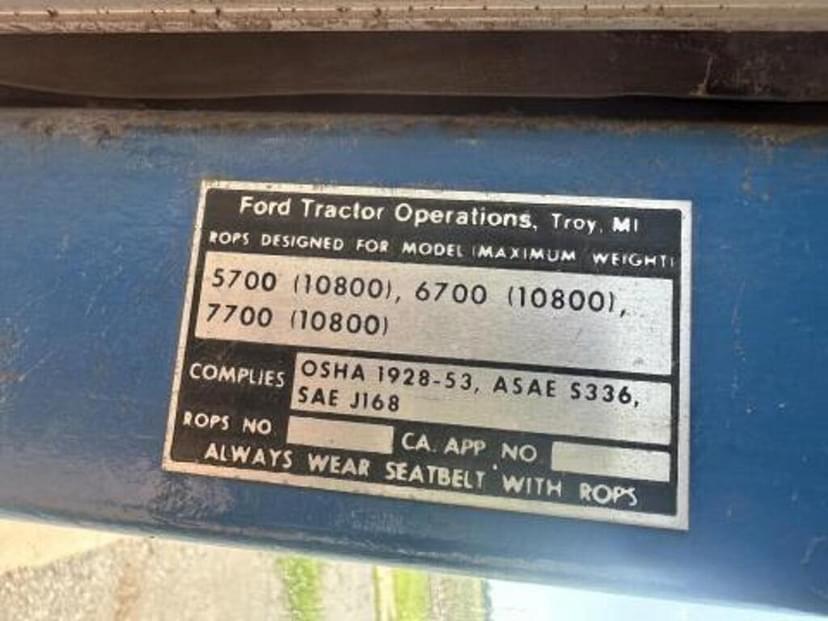 Ford Tractor Operations, Troy, MI
ROPS DESIGNED FOR MODEL (MAXIMUM WEIGHT)
5700 (10800), 6700 (10800),
7700 (10800)
COMPLIES OSHA 1928-53, ASAE S336,
SAE J168
ROPS NO CA. APP NO
ALWAYS WEAR SEATBELT WITH ROPS